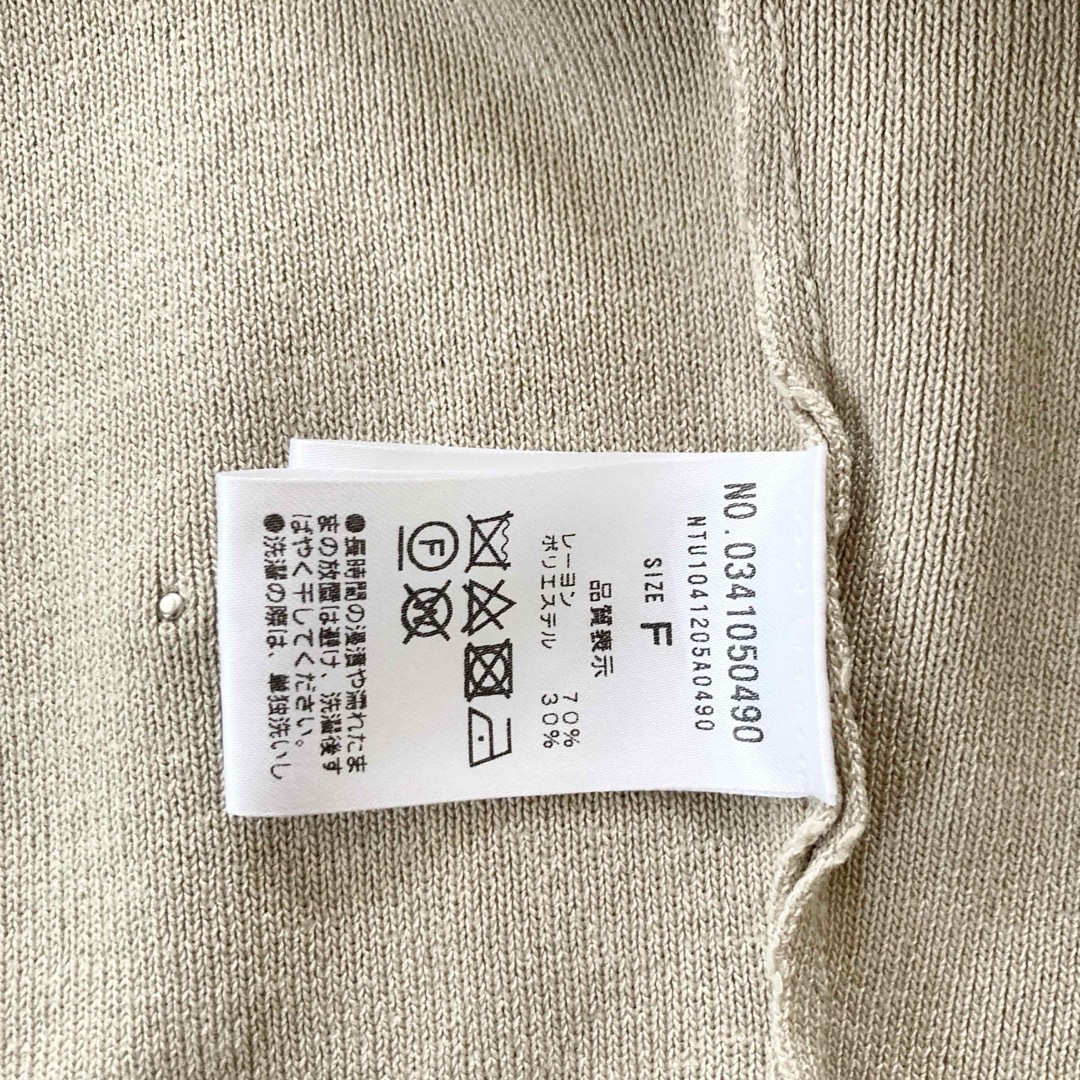 NO.0341050490
NTU1041205A0490
SIZE
F
品質表示
レーヨン 70%
ポリエステル 30%
F
W
●長時間の浸漬や濡れたま
まの放置は避け、洗濯後す
ばやく干してください。
●洗濯の際は、単独洗いし